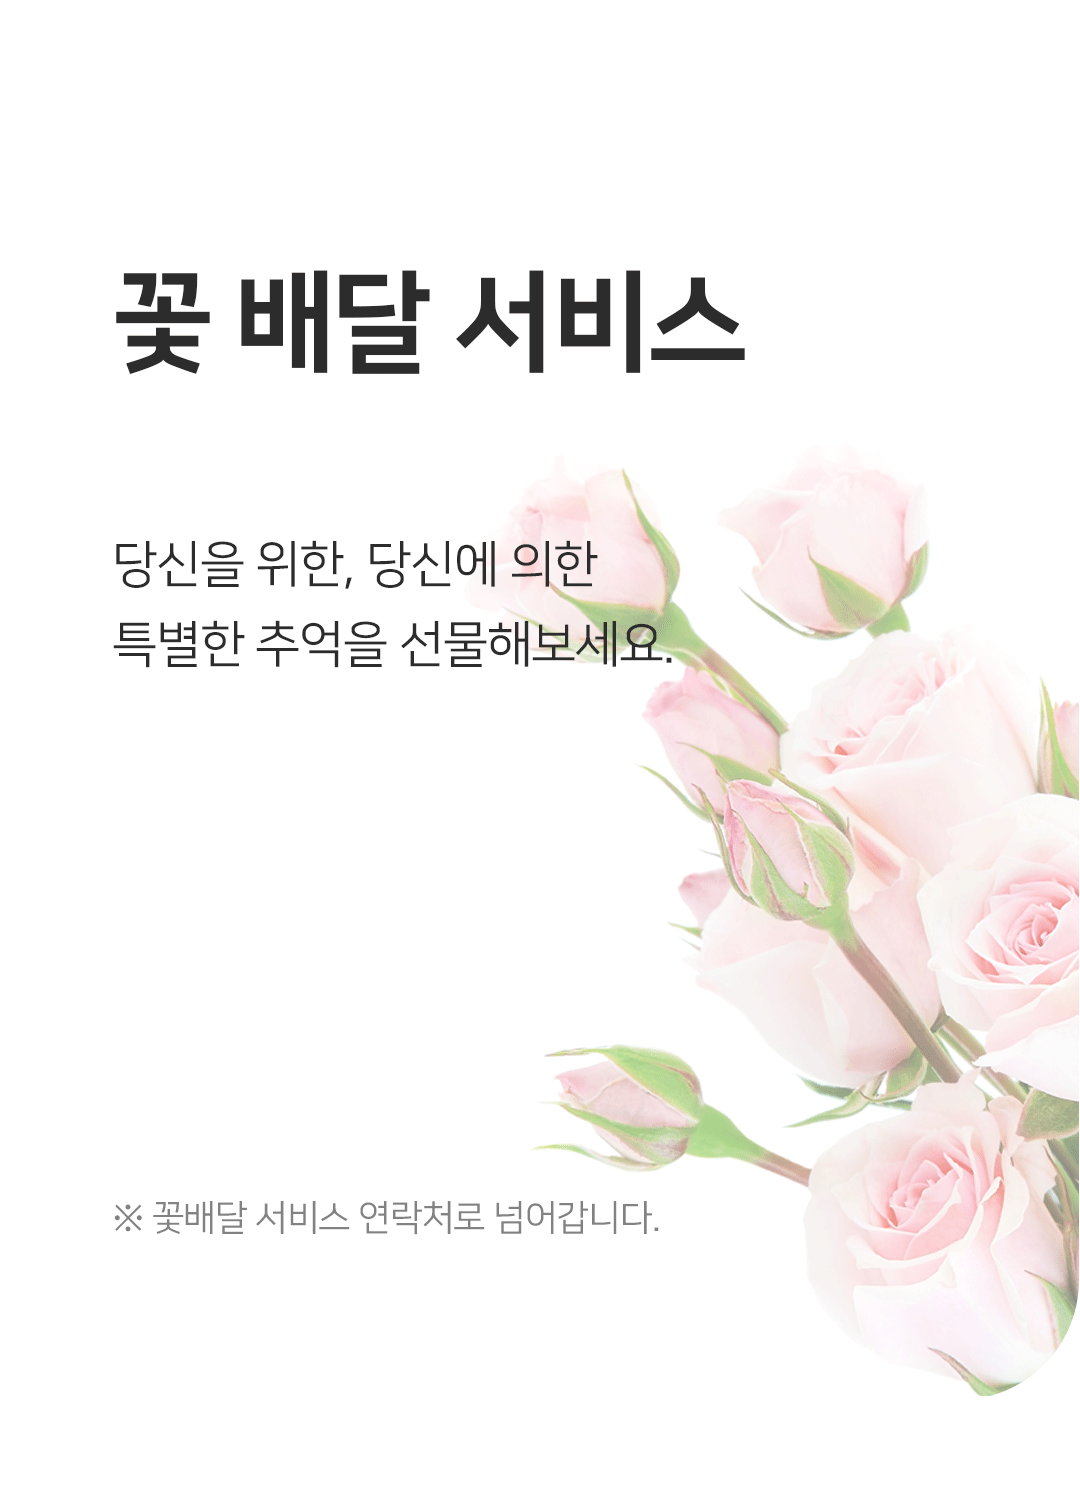 꽃 배달 서비스
당신을 위한, 당신에 의한
특별한 추억을 선물해보세요.
※ 꽃배달 서비스 연락처로 넘어갑니다.